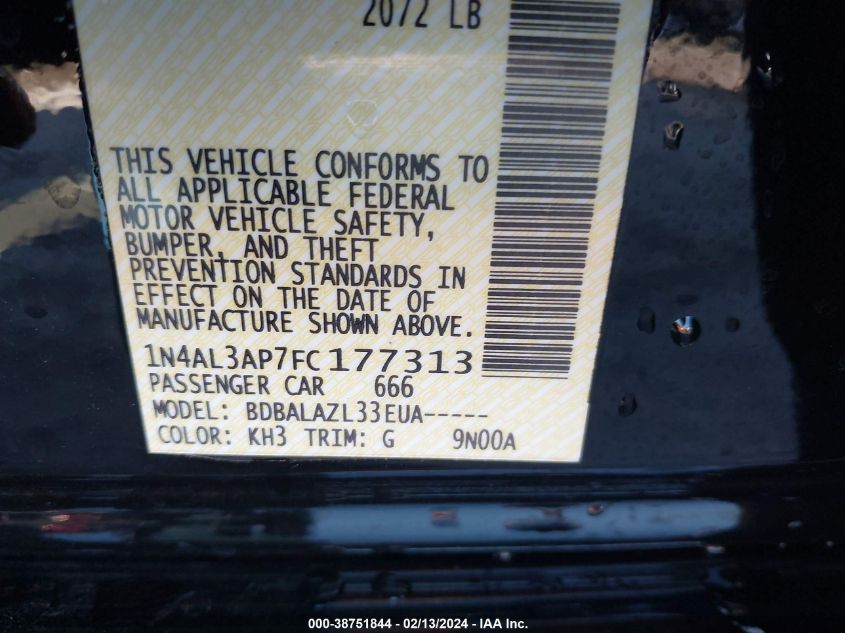 2072 LB
THIS VEHICLE CONFORMS TO
ALL APPLICABLE FEDERAL
MOTOR VEHICLE SAFETY,
BUMPER, AND THEFT
PREVENTION STANDARDS IN
EFFECT ON THE DATE OF
MANUFACTURE SHOWN ABOVE.
1N4AL3AP7FC177313
PASSENGER CAR 666
MODEL: BDBALAZL33EUA-----
COLOR: KH3 TRIM: G 9N00A
000-38751844 - 02/13/2024 - IAA Inc.